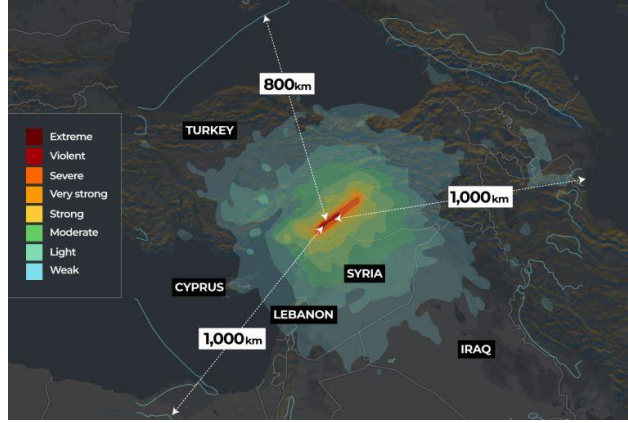 800km
TURKEY
Extreme
Violent
Severe
Very strong
Strong
Moderate
Light
Weak
1,000km
SYRIA
CYPRUS
LEBANON
1,000km
IRAQ